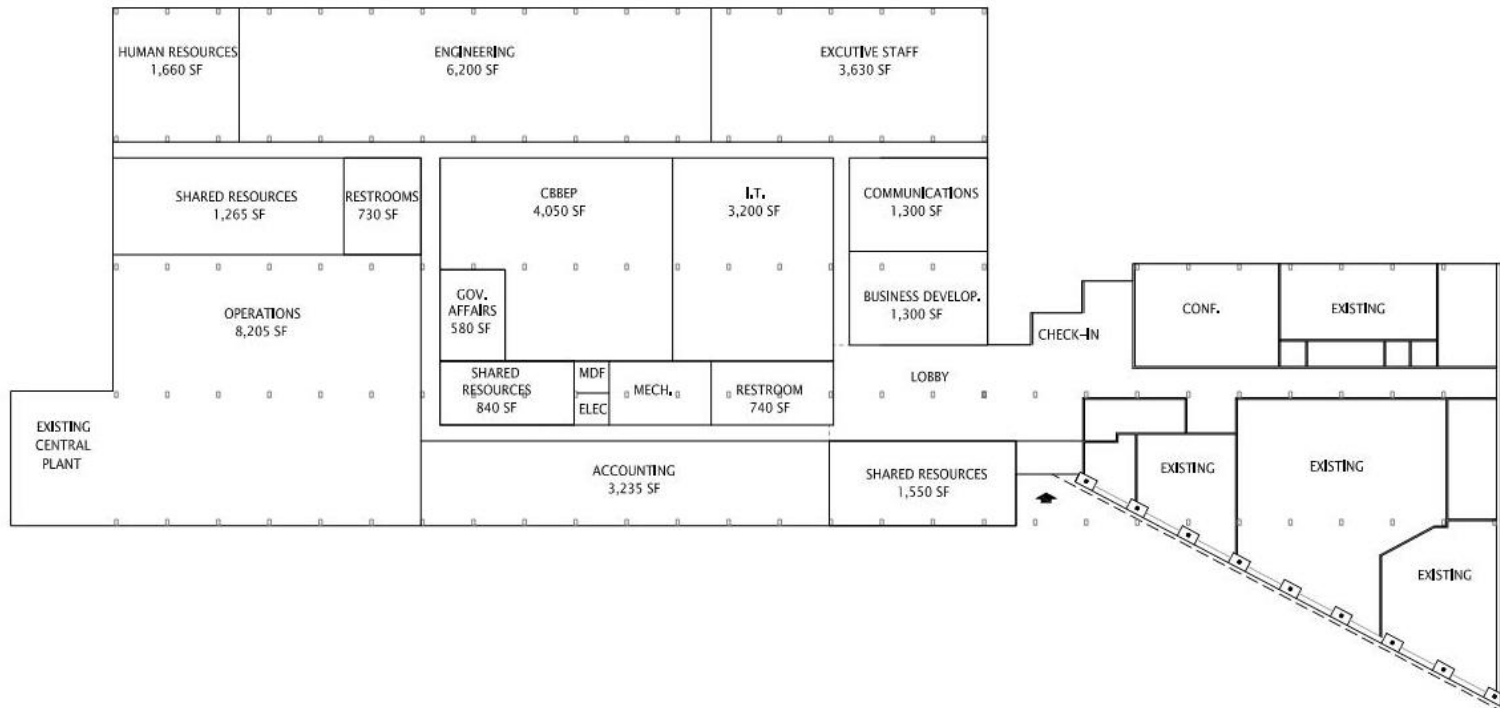 HUMAN RESOURCES
1,660 SF
ENGINEERING
6,200 SF
EXCUTIVE STAFF
3,630 SF
SHARED RESOURCES
1,265 SF
RESTROOMS
730 SF
CBBEP
4,050 SF
I.T.
3,200 SF
COMMUNICATIONS
1,300 SF
GOV.
AFFAIRS
580 SF
BUSINESS DEVELOP.
1,300 SF
OPERATIONS
8,205 SF
CHECK-IN
CONF.
EXISTING
SHARED
RESOURCES
840 SF
MDF
ELEC
MECH.
RESTROOM
740 SF
LOBBY
EXISTING
CENTRAL
PLANT
ACCOUNTING
3,235 SF
SHARED RESOURCES
1,550 SF
EXISTING
EXISTING
EXISTING